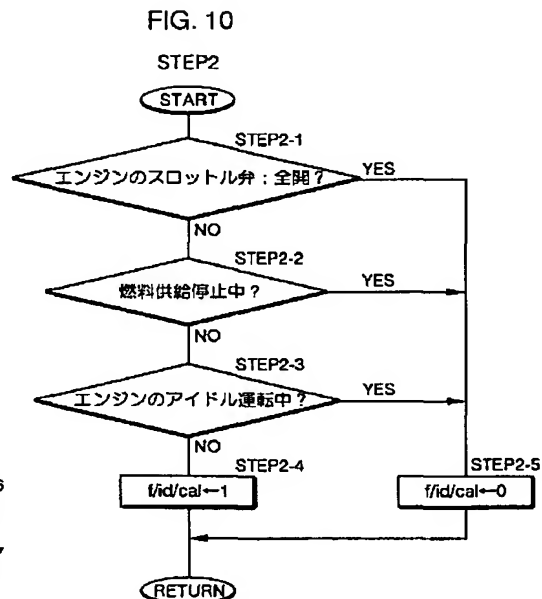 FIG. 10
STEP2
START
STEP2-1
エンジンのスロットル弁：全開？
YES
NO
STEP2-2
燃料供給停止中？
YES
NO
STEP2-3
エンジンのアイドル運転中？
YES
NO
STEP2-4
f/id/cal←1
STEP2-5
f/id/cal←0
RETURN